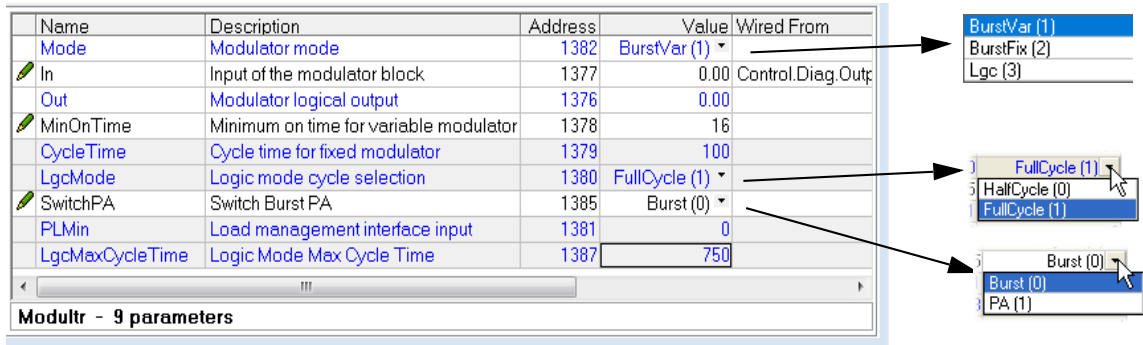 Name Description Address Value Wired From
Mode Modulator mode 1382 BurstVar (1)
In Input of the modulator block 1377 0.00 Control.Diag.Outp
Out Modulator logical output 1376 0.00
MinOnTime Minimum on time for variable modulator 1378 16
CycleTime Cycle time for fixed modulator 1379 100
LgcMode Logic mode cycle selection 1380 FullCycle (1)
SwitchPA Switch Burst PA 1385 Burst (0)
PLMin Load management interface input 1381 0
LgcMaxCycleTime Logic Mode Max Cycle Time 1387 750
Modultr - 9 parameters
BurstVar (1)
BurstFix (2)
Lgc (3)
FullCycle (1)
HalfCycle (0)
FullCycle (1)
Burst (0)
Burst (0)
PA (1)